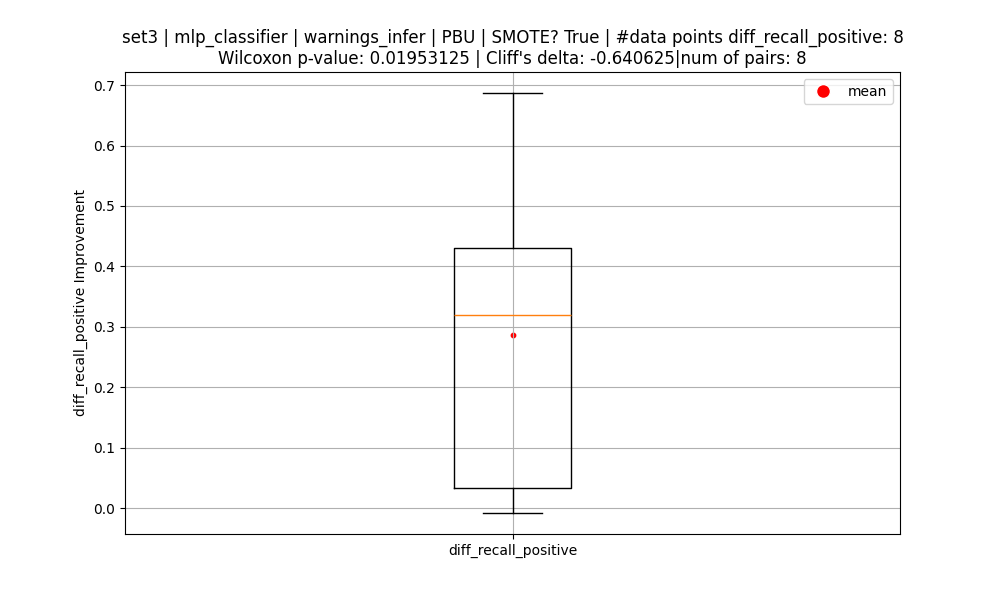 set3 | mlp_classifier | warnings_infer | PBU | SMOTE? True | #data points diff_recall_positive: 8
Wilcoxon p-value: 0.01953125 | Cliff's delta: -0.640625|num of pairs: 8
mean
diff_recall_positive Improvement
0.7
0.6
0.5
0.4
0.3
0.2
0.1
0.0
diff_recall_positive